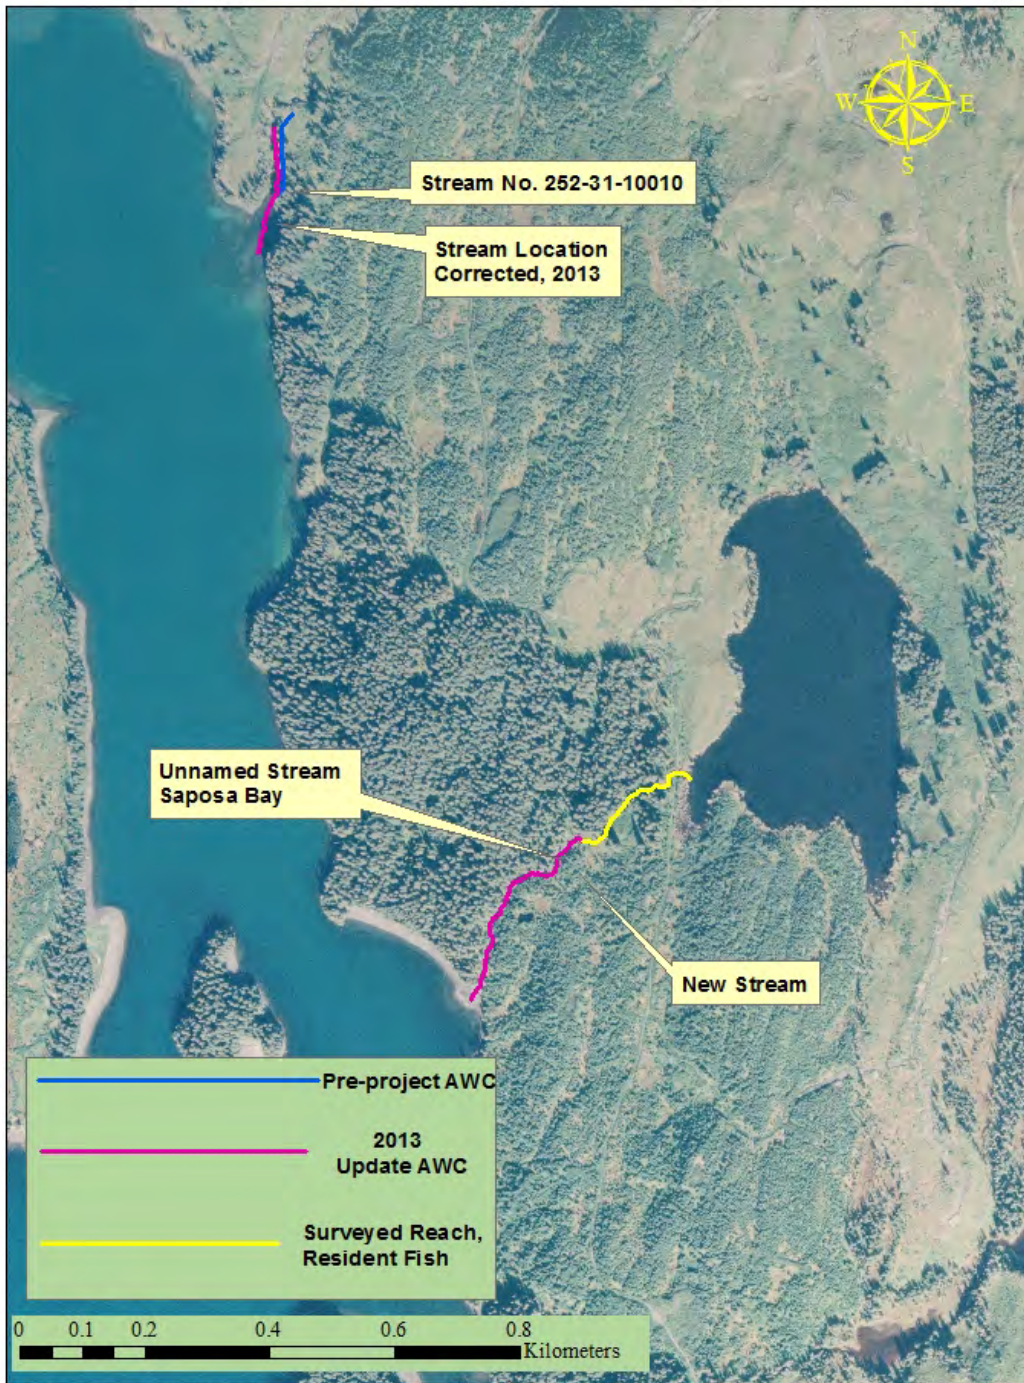 N
W E
S
Stream No. 252-31-10010
Stream Location
Corrected, 2013
Unnamed Stream
Saposa Bay
New Stream
Pre-project AWC
2013
Update AWC
Surveyed Reach,
Resident Fish
0 0.1 0.2 0.4 0.6 0.8
Kilometers